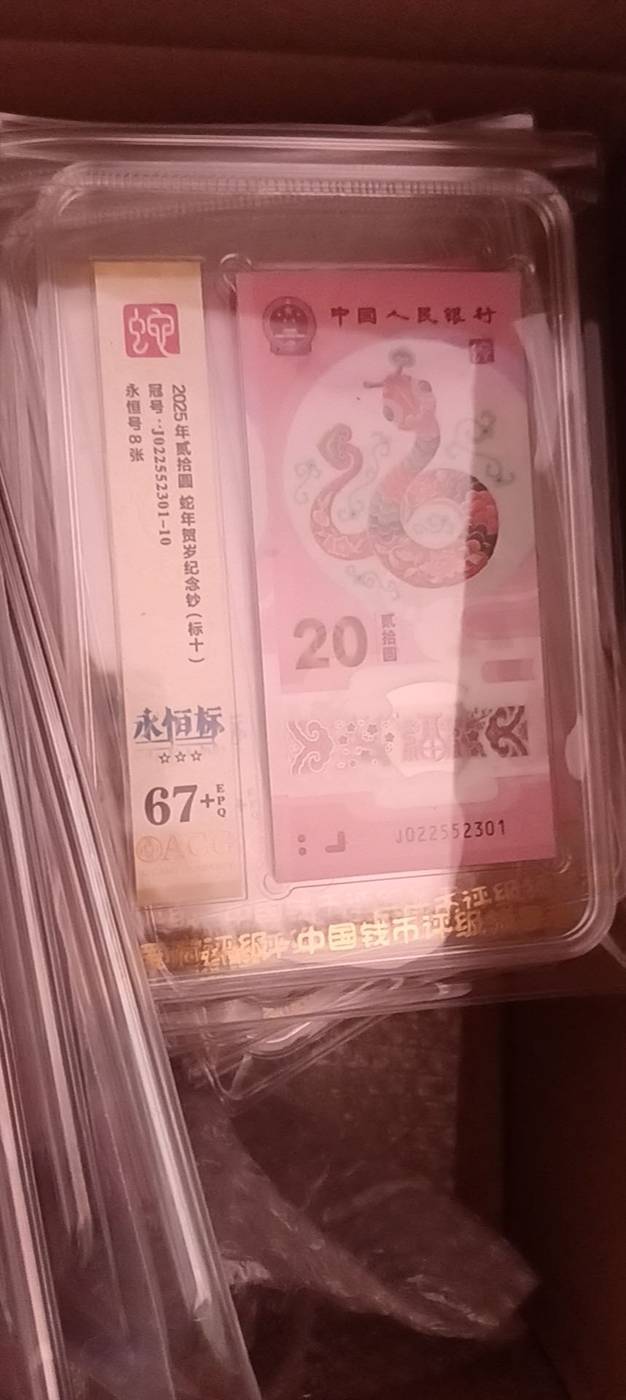 蛇
2025年贰拾圆 蛇年贺岁纪念钞（标十）
冠号：J022552301-10
永恒号8张
永恒标
☆☆☆
67+EPQ
ACG
中国人民银行
20
贰拾圆
福
J022552301
中国钱币评级